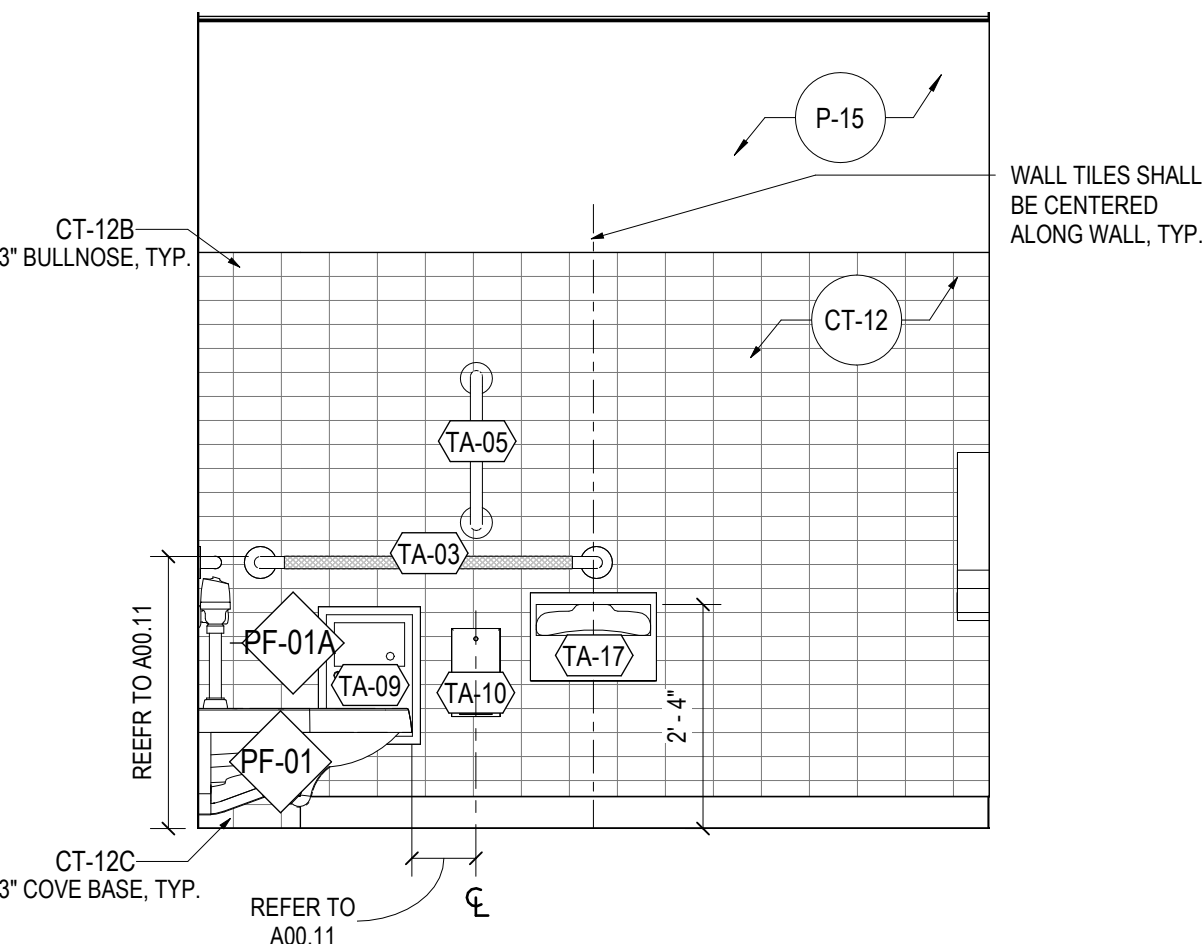 P-15
WALL TILES SHALL
BE CENTERED
ALONG WALL, TYP.
CT-12B
3" BULLNOSE, TYP.
CT-12
TA-05
TA-03
REEFR TO A00.11
PF-01A
TA-09
TA-10
TA-17
2' - 4"
PF-01
CT-12C
3" COVE BASE, TYP.
REFER TO
A00.11
℄